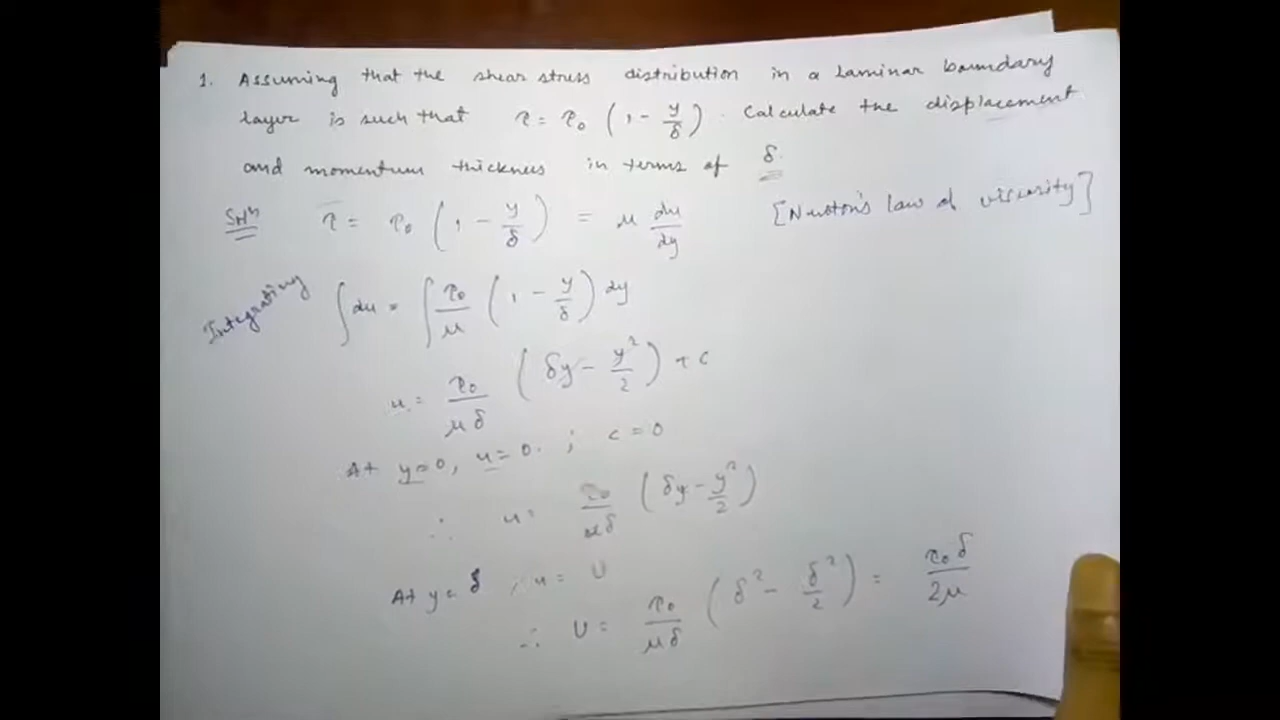 1. Assuming that the shear stress distribution in a laminar boundary
layer is such that τ = τ₀ (1 - y/δ). Calculate the displacement
and momentum thickness in terms of δ.
Solⁿ τ = τ₀ (1 - y/δ) = μ du/dy [Newton's law of viscosity]
Integrating ∫du = ∫ τ₀/μ (1 - y/δ) dy
u = τ₀/μδ (δy - y²/2) + c
At y=0, u=0. ; c=0
∴ u = τ₀/μδ (δy - y²/2)
At y = δ, u = U
∴ U = τ₀/μδ (δ² - δ²/2) = τ₀δ/2μ